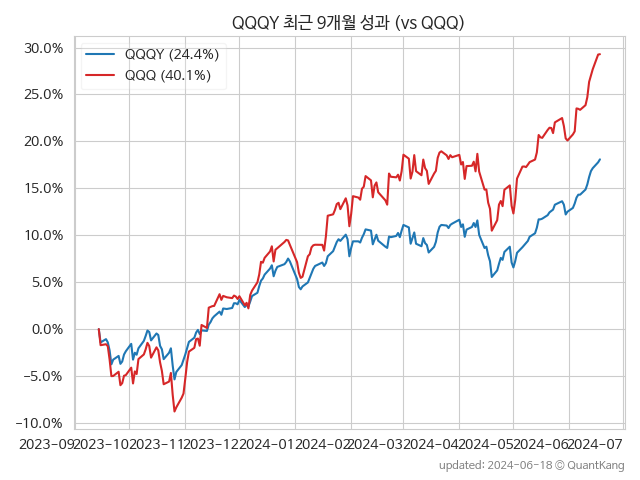 QQQY 최근 9개월 성과 (vs QQQ)
30.0%
25.0%
20.0%
15.0%
10.0%
5.0%
0.0%
−5.0%
−10.0%
QQQY (24.4%)
QQQ (40.1%)
2023-09 2023-10 2023-11 2023-12 2024-01 2024-02 2024-03 2024-04 2024-05 2024-06 2024-07
updated: 2024-06-18 © QuantKang